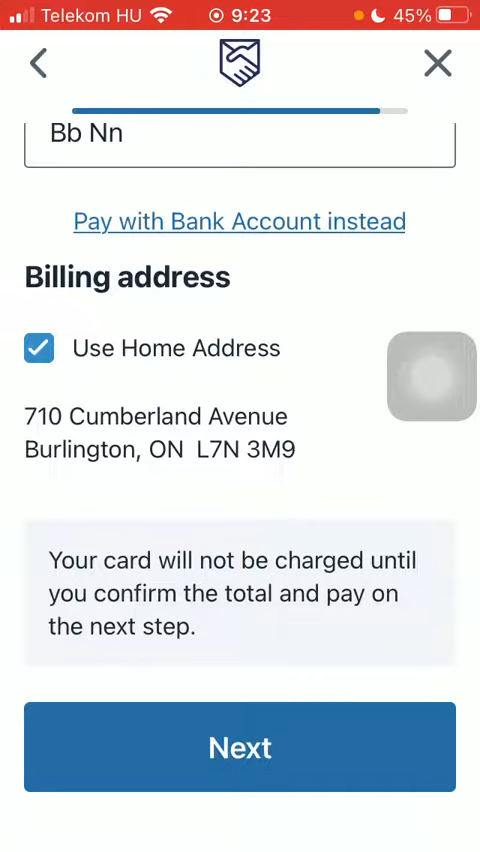 Telekom HU 9:23 45%
Bb Nn
Pay with Bank Account instead
Billing address
Use Home Address
710 Cumberland Avenue
Burlington, ON L7N 3M9
Your card will not be charged until
you confirm the total and pay on
the next step.
Next